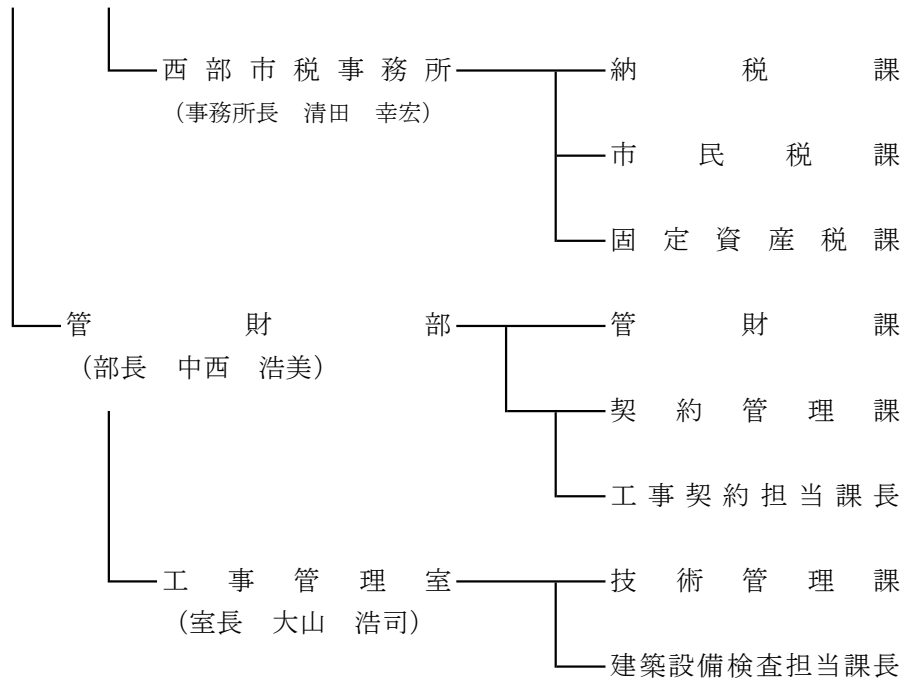 西部市税事務所 納税課
（事務所長　清田　幸宏）
市民税課
固定資産税課
管財部 管財課
（部長　中西　浩美）
契約管理課
工事契約担当課長
工事管理室 技術管理課
（室長　大山　浩司）
建築設備検査担当課長